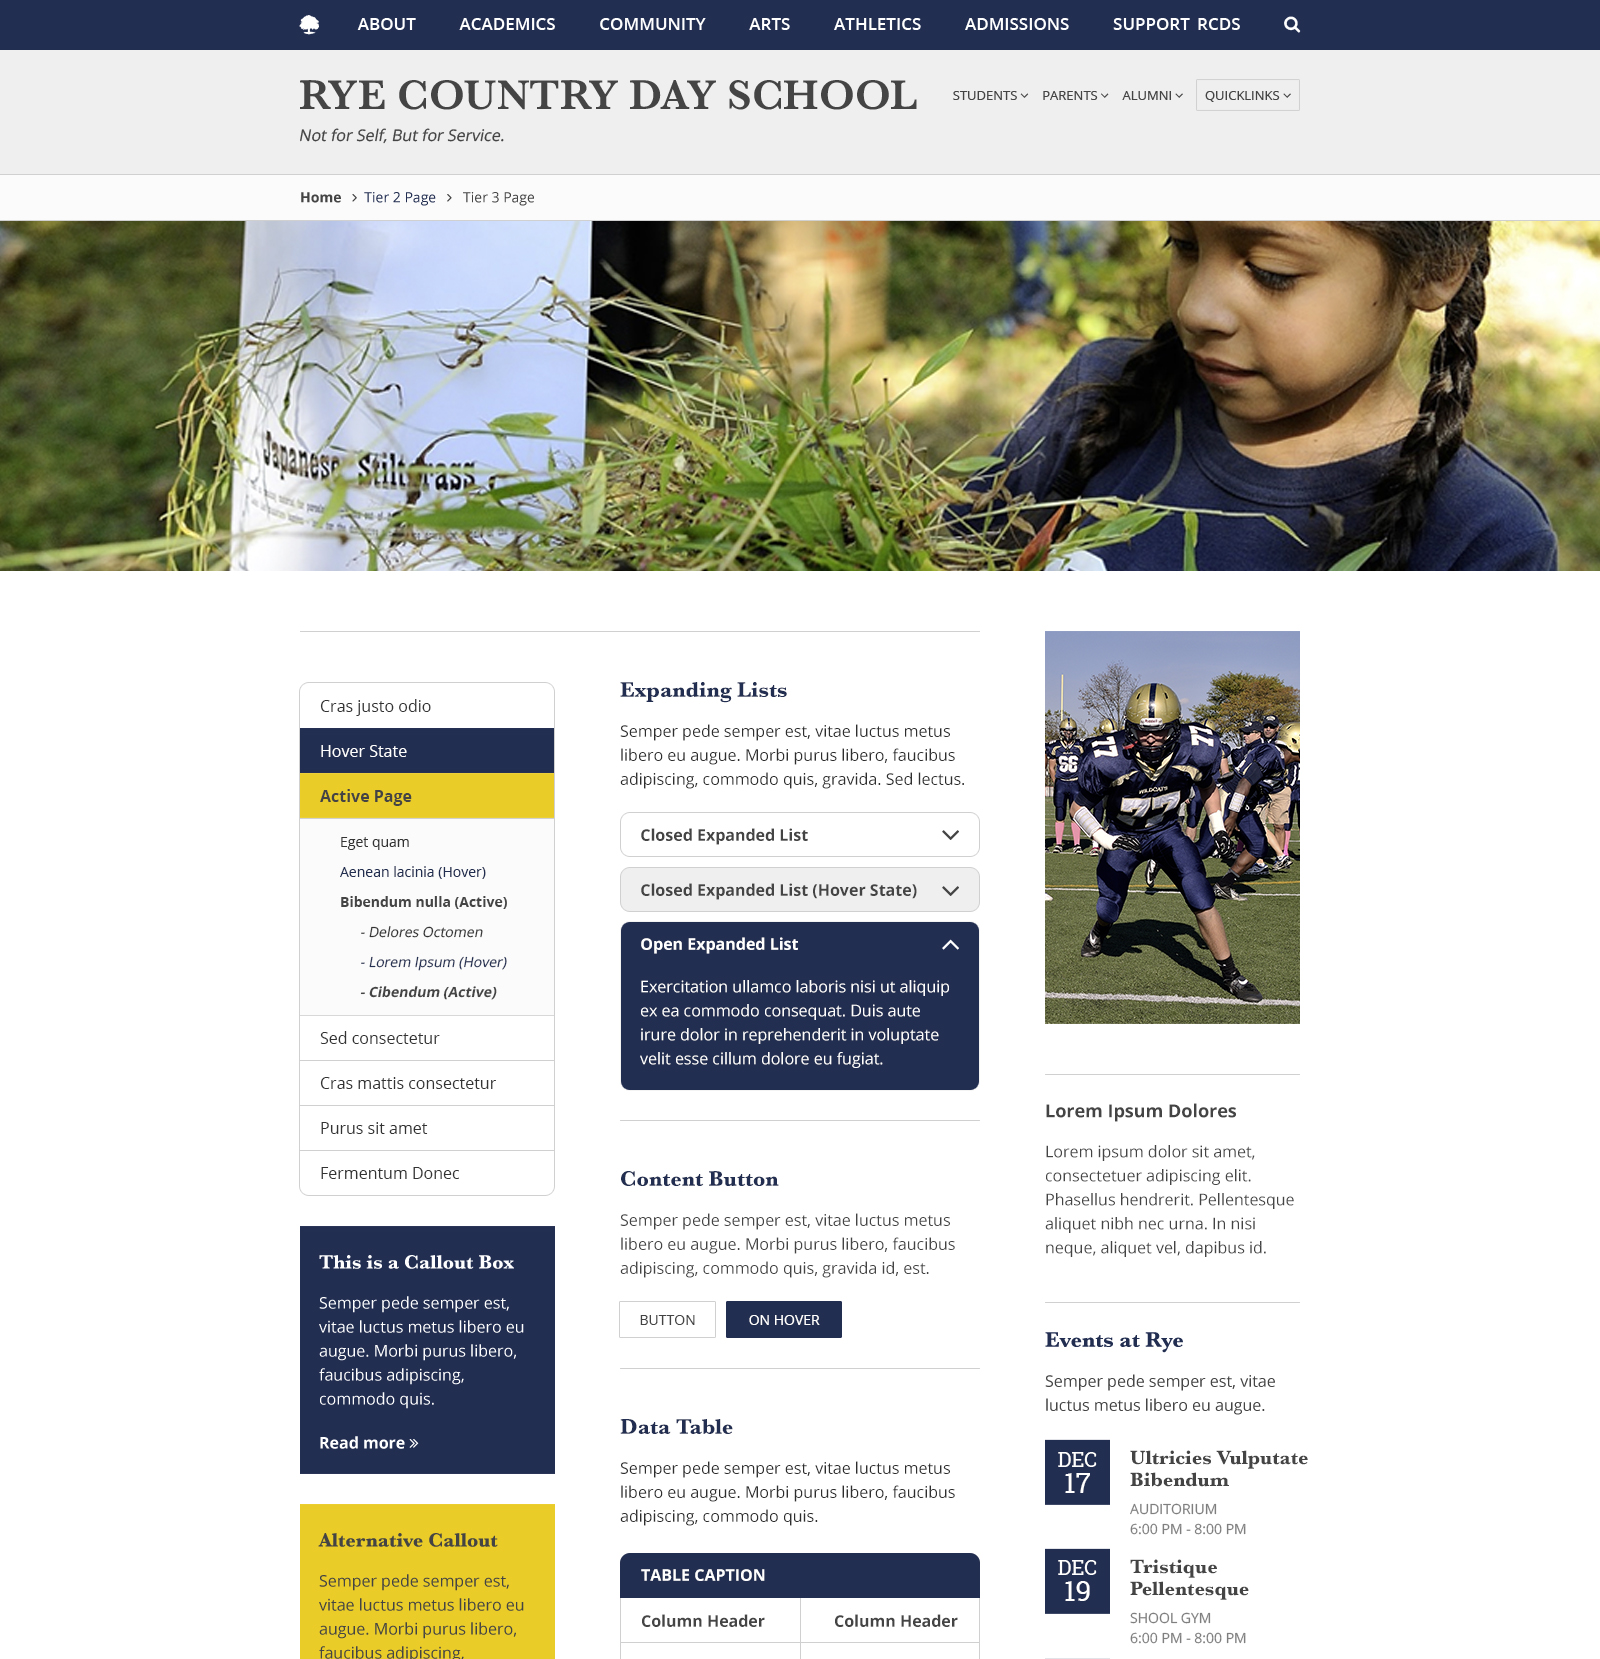 ABOUT ACADEMICS COMMUNITY ARTS ATHLETICS ADMISSIONS SUPPORT RCDS
RYE COUNTRY DAY SCHOOL
STUDENTS PARENTS ALUMNI QUICKLINKS
Not for Self, But for Service.
Home > Tier 2 Page > Tier 3 Page
Japanese Stiltgrass
Cras justo odio
Hover State
Active Page
Eget quam
Aenean lacinia (Hover)
Bibendum nulla (Active)
- Delores Octomen
- Lorem Ipsum (Hover)
- Cibendum (Active)
Sed consectetur
Cras mattis consectetur
Purus sit amet
Fermentum Donec
This is a Callout Box
Semper pede semper est,
vitae luctus metus libero eu
augue. Morbi purus libero,
faucibus adipiscing,
commodo quis.
Read more »
Alternative Callout
Semper pede semper est,
vitae luctus metus libero eu
augue. Morbi purus libero,
faucibus adipiscing,
Expanding Lists
Semper pede semper est, vitae luctus metus
libero eu augue. Morbi purus libero, faucibus
adipiscing, commodo quis, gravida. Sed lectus.
Closed Expanded List
Closed Expanded List (Hover State)
Open Expanded List
Exercitation ullamco laboris nisi ut aliquip
ex ea commodo consequat. Duis aute
irure dolor in reprehenderit in voluptate
velit esse cillum dolore eu fugiat.
Content Button
Semper pede semper est, vitae luctus metus
libero eu augue. Morbi purus libero, faucibus
adipiscing, commodo quis, gravida id, est.
BUTTON ON HOVER
Data Table
Semper pede semper est, vitae luctus metus
libero eu augue. Morbi purus libero, faucibus
adipiscing, commodo quis.
TABLE CAPTION
Column Header Column Header
77 77
66
WILDCATS
77
Lorem Ipsum Dolores
Lorem ipsum dolor sit amet,
consectetuer adipiscing elit.
Phasellus hendrerit. Pellentesque
aliquet nibh nec urna. In nisi
neque, aliquet vel, dapibus id.
Events at Rye
Semper pede semper est, vitae
luctus metus libero eu augue.
DEC
17
Ultricies Vulputate
Bibendum
AUDITORIUM
6:00 PM - 8:00 PM
DEC
19
Tristique
Pellentesque
SHOOL GYM
6:00 PM - 8:00 PM